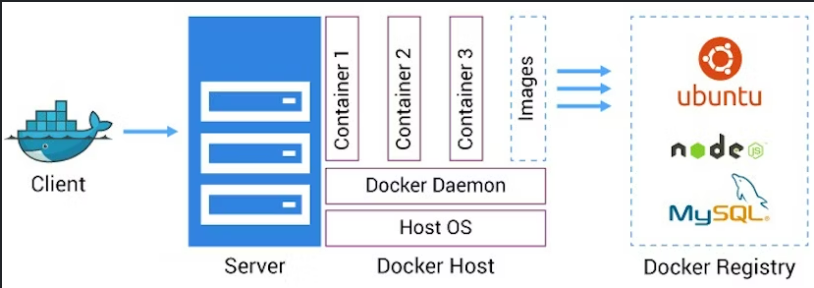 Client
Server
Container 1
Container 2
Container 3
Images
Docker Daemon
Host OS
Docker Host
ubuntu
node
JS
MySQL®
Docker Registry